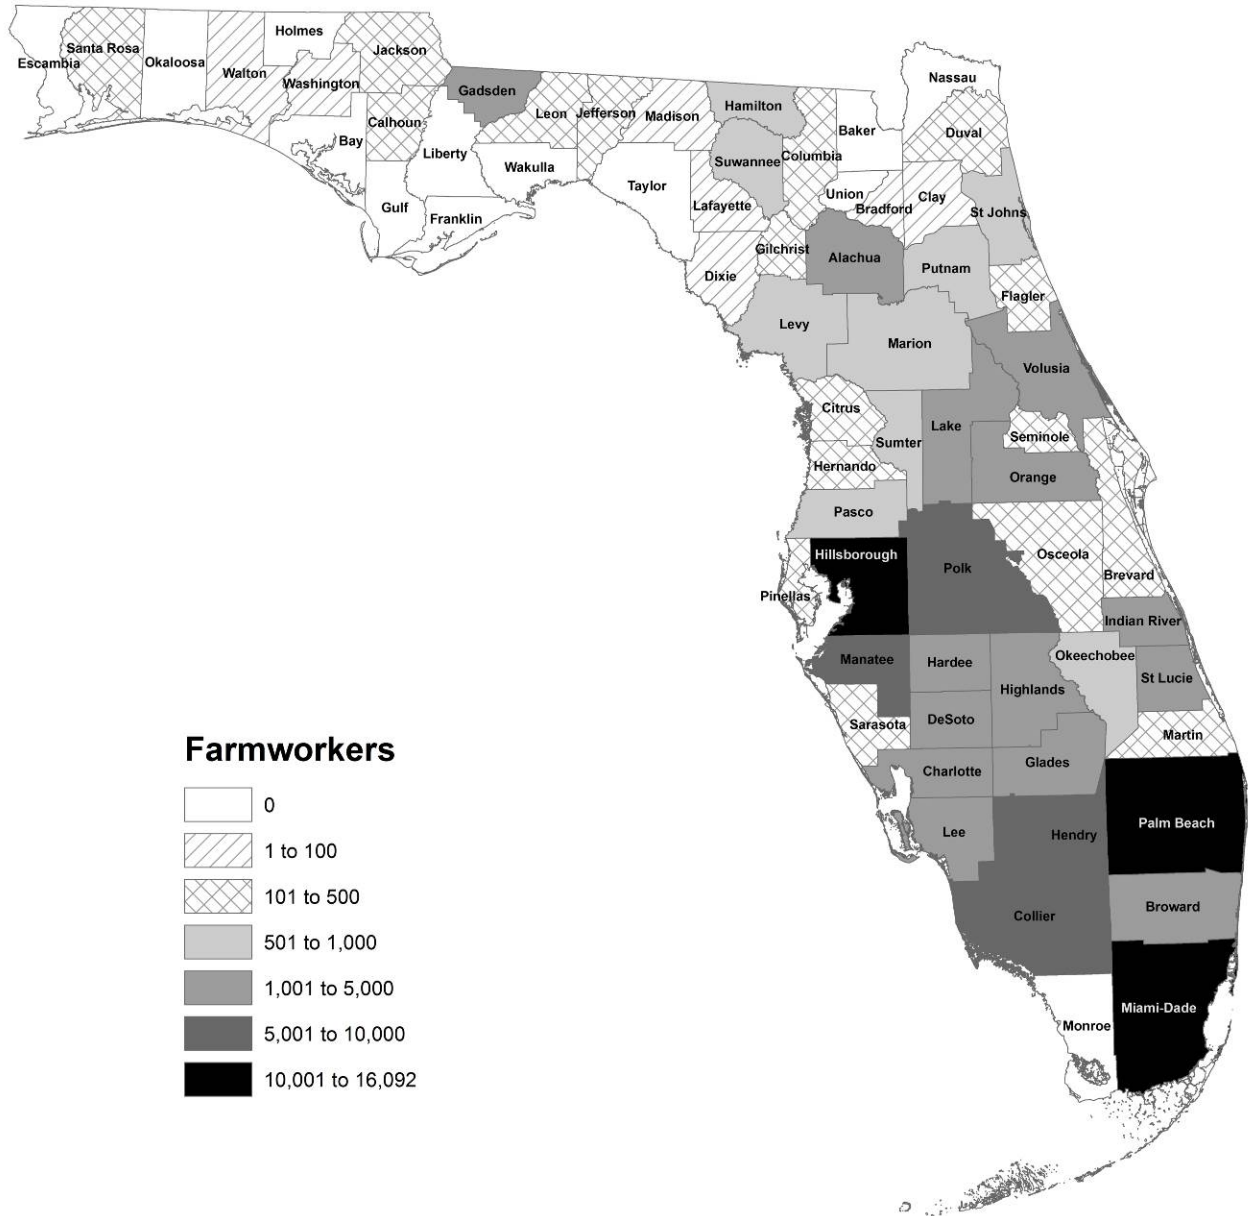 Escambia
Santa Rosa
Okaloosa
Walton
Holmes
Washington
Jackson
Bay
Calhoun
Gulf
Liberty
Franklin
Gadsden
Leon
Wakulla
Jefferson
Madison
Taylor
Hamilton
Suwannee
Lafayette
Dixie
Columbia
Gilchrist
Baker
Union
Bradford
Alachua
Nassau
Duval
Clay
St Johns
Putnam
Flagler
Levy
Marion
Volusia
Citrus
Sumter
Lake
Seminole
Hernando
Orange
Pasco
Hillsborough
Polk
Osceola
Brevard
Pinellas
Indian River
Manatee
Hardee
Highlands
Okeechobee
St Lucie
Sarasota
DeSoto
Martin
Charlotte
Glades
Lee
Hendry
Palm Beach
Collier
Broward
Monroe
Miami-Dade
Farmworkers
0
1 to 100
101 to 500
501 to 1,000
1,001 to 5,000
5,001 to 10,000
10,001 to 16,092